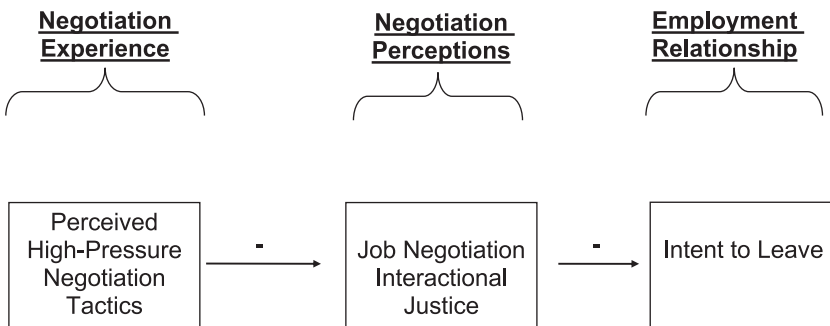 Negotiation
Experience
Negotiation
Perceptions
Employment
Relationship
Perceived
High-Pressure
Negotiation
Tactics
-
Job Negotiation
Interactional
Justice
-
Intent to Leave